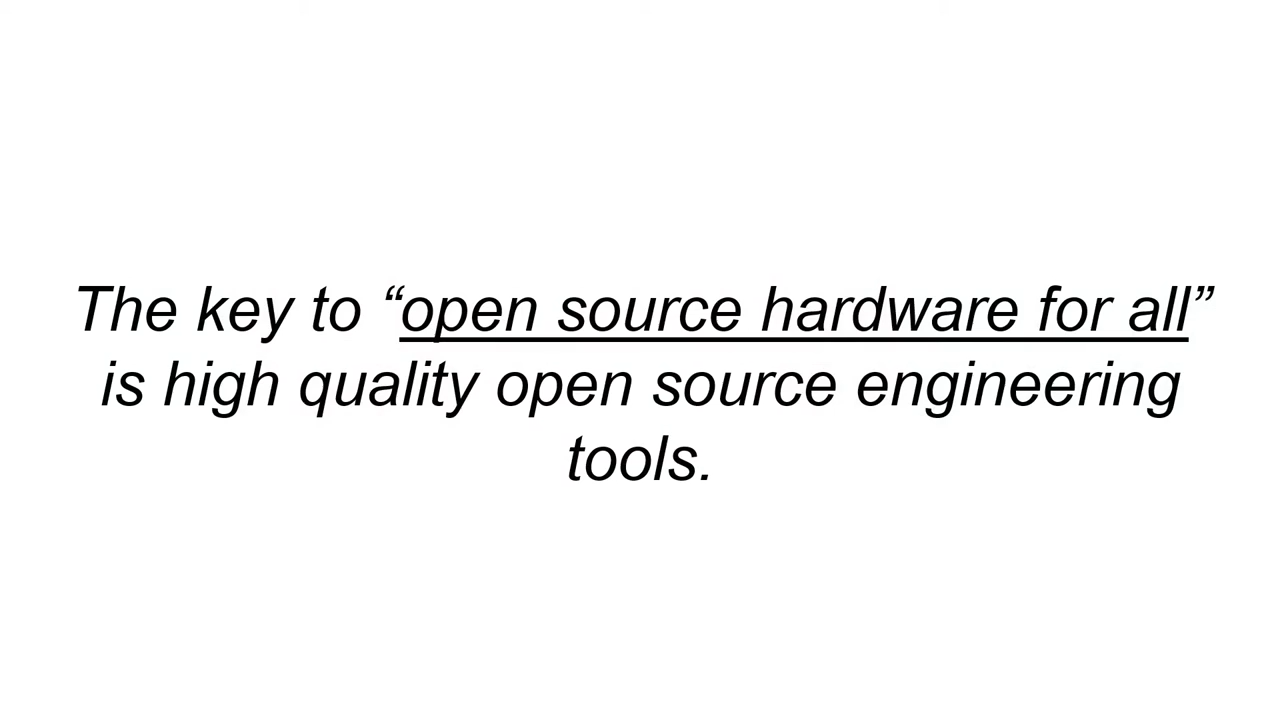 The key to “open source hardware for all”
is high quality open source engineering
tools.